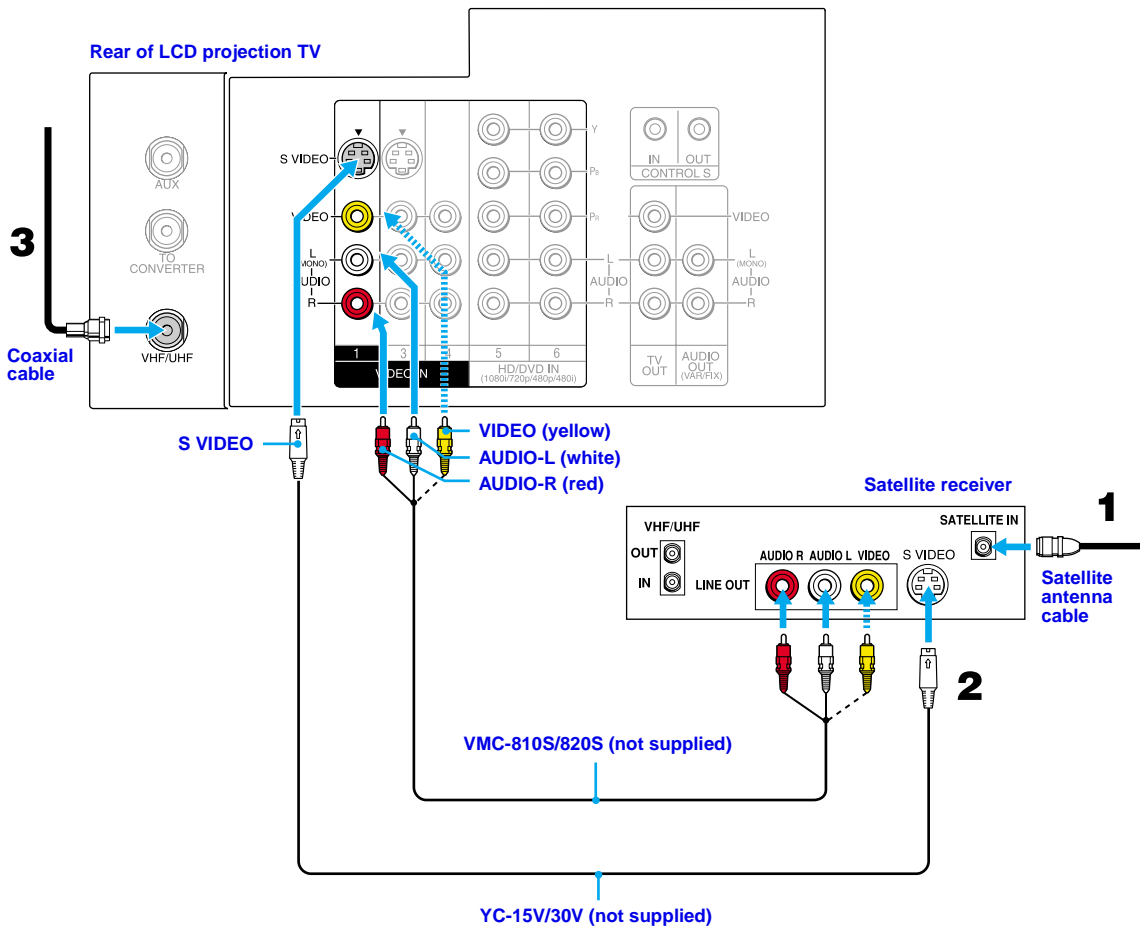 Rear of LCD projection TV
AUX
TO
CONVERTER
VHF/UHF
3
Coaxial
cable
S VIDEO
VIDEO
L
(MONO)
AUDIO
R
1
3
4
VIDEO IN
5
6
HD/DVD IN
(1080i/720p/480p/480i)
Y
PB
PR
L
AUDIO
R
IN
OUT
CONTROL S
VIDEO
L
(MONO)
AUDIO
R
TV
OUT
AUDIO
OUT
(VAR/FIX)
S VIDEO
VIDEO (yellow)
AUDIO-L (white)
AUDIO-R (red)
Satellite receiver
VHF/UHF
OUT
IN
LINE OUT
AUDIO R
AUDIO L
VIDEO
S VIDEO
SATELLITE IN
1
Satellite
antenna
cable
2
VMC-810S/820S (not supplied)
YC-15V/30V (not supplied)